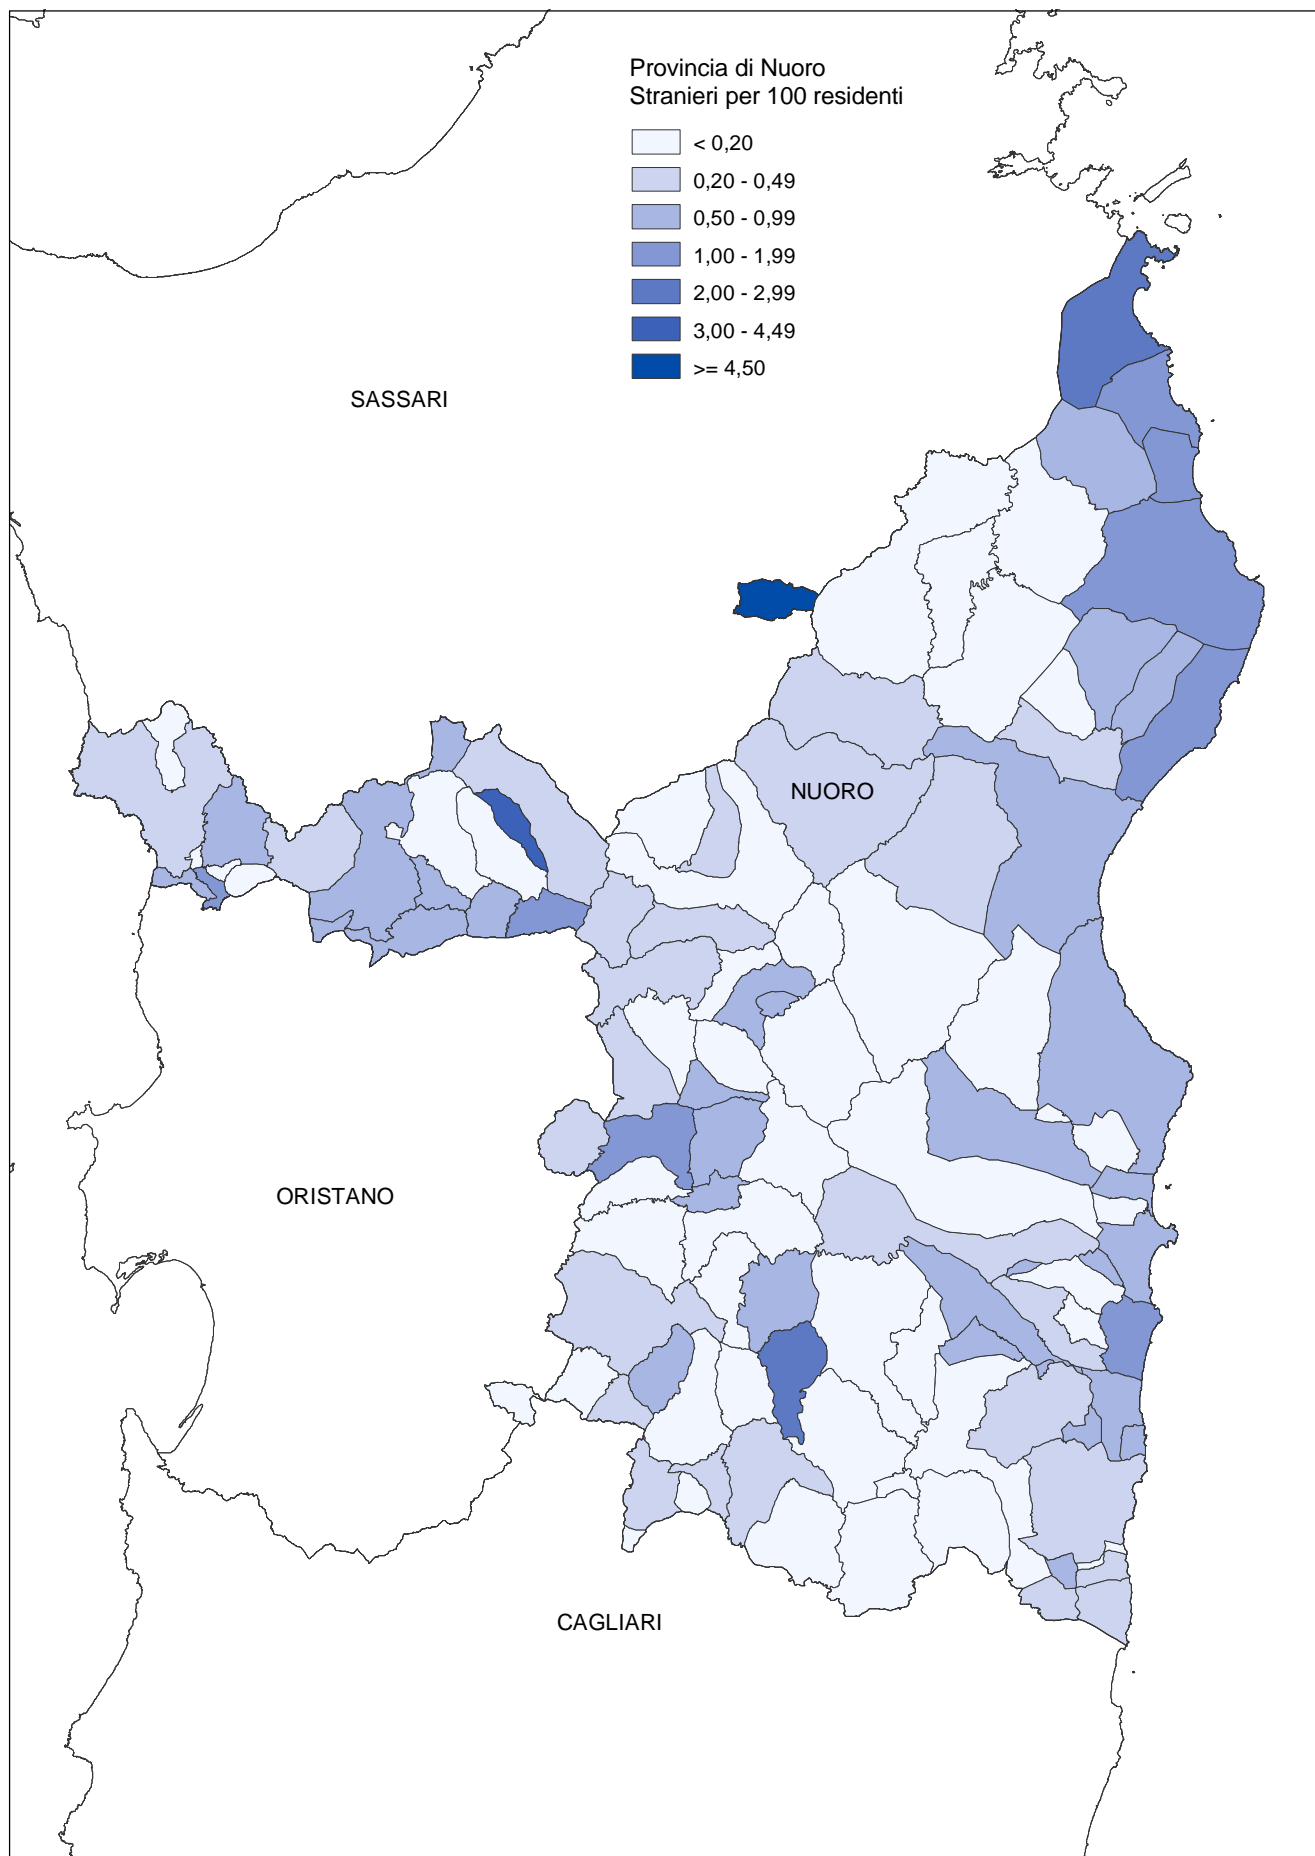 Provincia di Nuoro
Stranieri per 100 residenti
< 0,20
0,20 - 0,49
0,50 - 0,99
1,00 - 1,99
2,00 - 2,99
3,00 - 4,49
>= 4,50
SASSARI
NUORO
ORISTANO
CAGLIARI